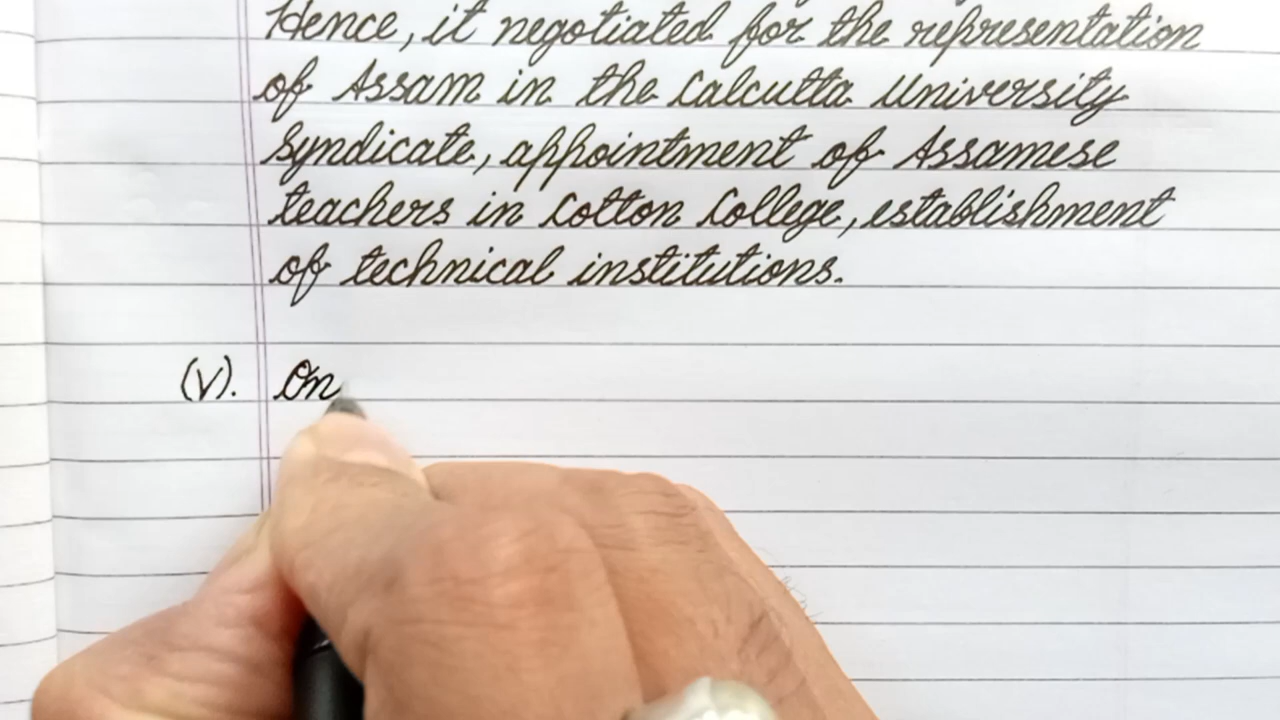 Hence, it negotiated for the representation
of Assam in the Calcutta University
Syndicate, appointment of Assamese
teachers in Cotton College, establishment
of technical institutions.
(V). On